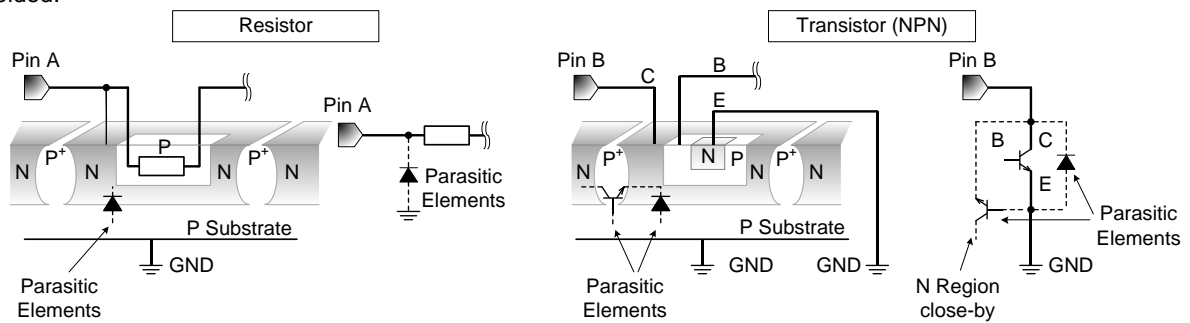 Resistor
Transistor (NPN)
Pin A
Pin B
Pin B
C
B
E
Pin A
B
C
E
N
P+
N
P
N
P+
N
N
P+
N
N
P
P+
N
Parasitic
Elements
P Substrate
GND
Parasitic
Elements
P Substrate
GND
GND
Parasitic
Elements
Parasitic
Elements
GND
N Region
close-by